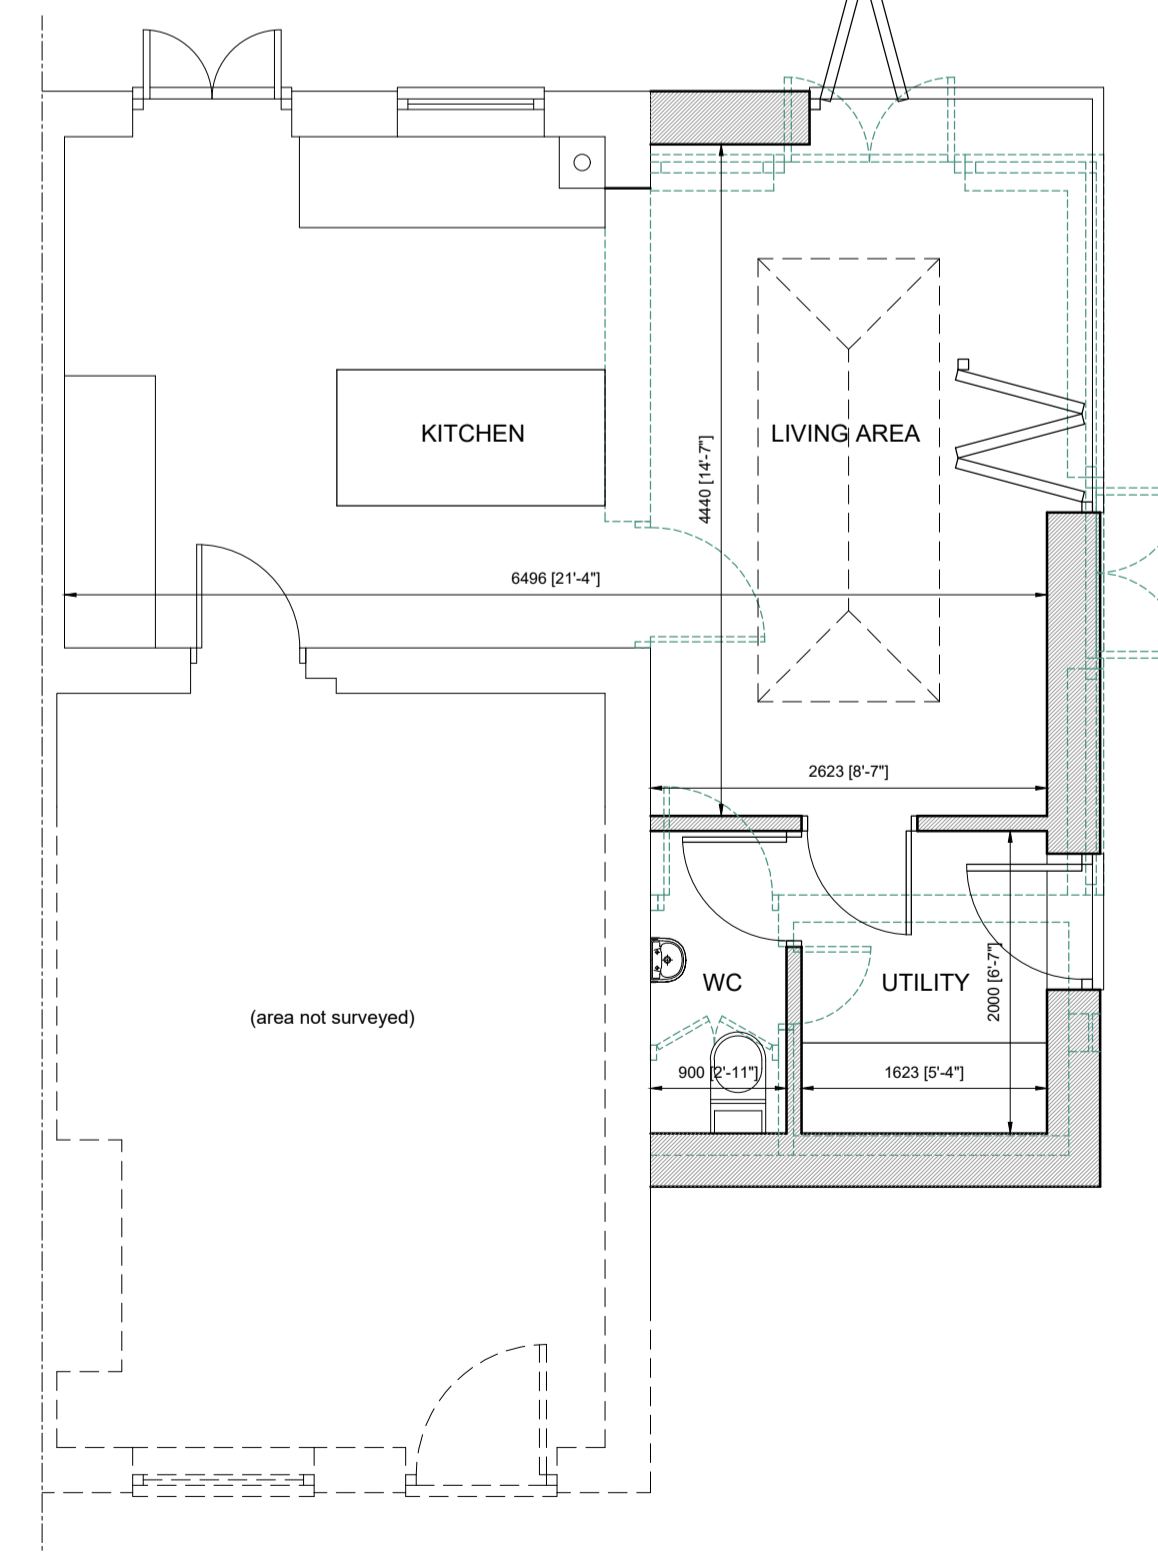 KITCHEN
LIVING AREA
4440 [14'-7"]
6496 [21'-4"]
2623 [8'-7"]
WC
UTILITY
2000 [6'-7"]
(area not surveyed)
900 [2'-11"]
1623 [5'-4"]